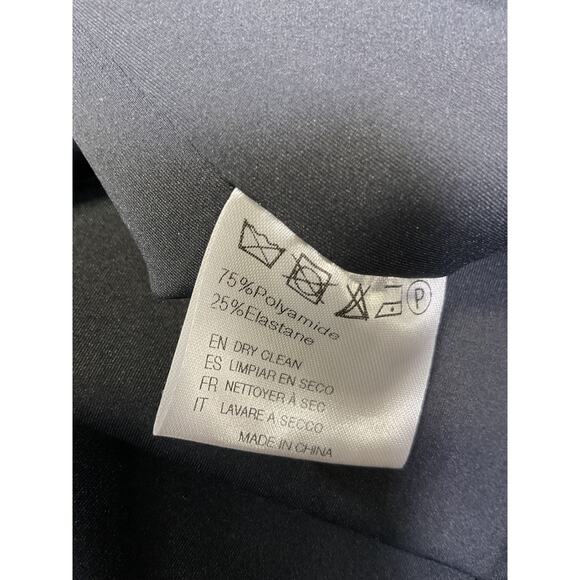 P
75%Polyamide
25%Elastane
EN DRY CLEAN
ES LIMPIAR EN SECO
FR NETTOYER À SEC
IT LAVARE A SECCO
MADE IN CHINA